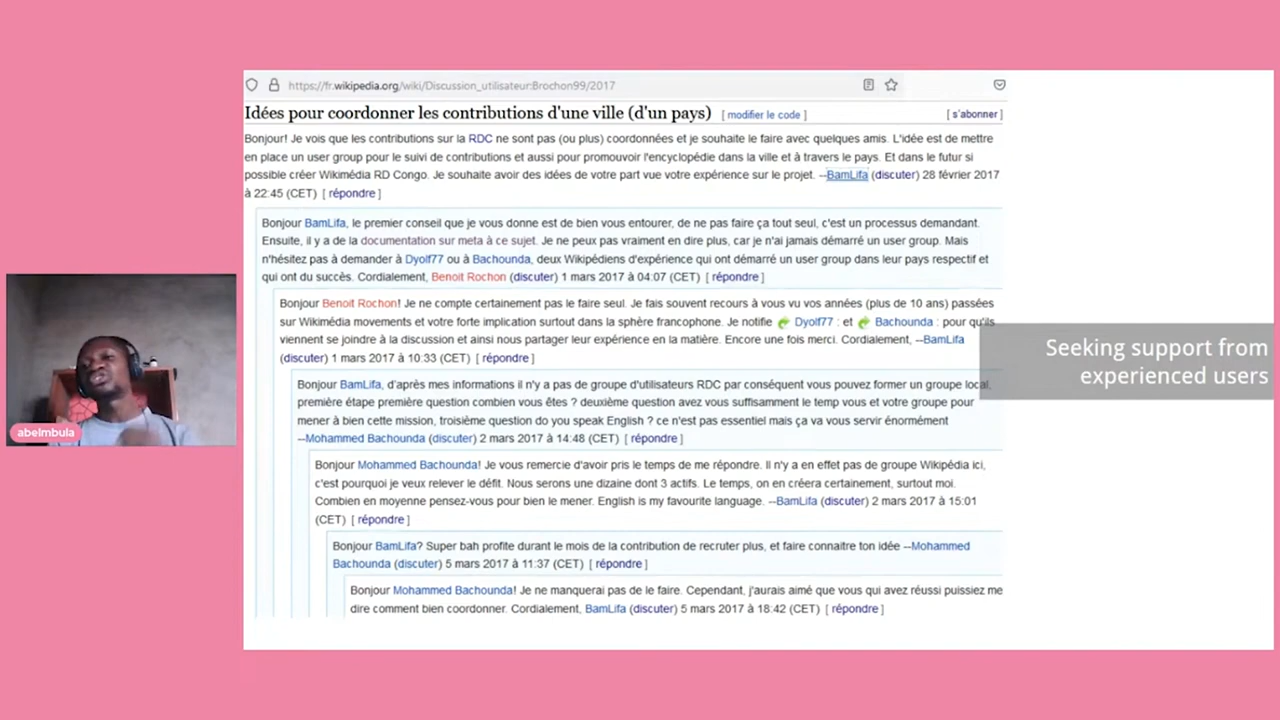 https://fr.wikipedia.org/wiki/Discussion_utilisateur:Brochon99/2017
Idées pour coordonner les contributions d'une ville (d'un pays) [ modifier le code ] [ s'abonner ]
Bonjour! Je vois que les contributions sur la RDC ne sont pas (ou plus) coordonnées et je souhaite le faire avec quelques amis. L'idée est de mettre
en place un user group pour le suivi de contributions et aussi pour promouvoir l'encyclopédie dans la ville et à travers le pays. Et dans le futur si
possible créer Wikimédia RD Congo. Je souhaite avoir des idées de votre part vue votre expérience sur le projet. --BamLifa (discuter) 28 février 2017
à 22:45 (CET) [ répondre ]
Bonjour BamLifa, le premier conseil que je vous donne est de bien vous entourer, de ne pas faire ça tout seul, c'est un processus demandant.
Ensuite, il y a de la documentation sur meta à ce sujet. Je ne peux pas vraiment en dire plus, car je n'ai jamais démarré un user group. Mais
n'hésitez pas à demander à Dyolf77 ou à Bachounda, deux Wikipédiens d'expérience qui ont démarré un user group dans leur pays respectif et
qui ont du succès. Cordialement, Benoit Rochon (discuter) 1 mars 2017 à 04:07 (CET) [ répondre ]
Bonjour Benoit Rochon! Je ne compte certainement pas le faire seul. Je fais souvent recours à vous vu vos années (plus de 10 ans) passées
sur Wikimédia movements et votre forte implication surtout dans la sphère francophone. Je notifie Dyolf77 : et Bachounda : pour qu'ils
viennent se joindre à la discussion et ainsi nous partager leur expérience en la matière. Encore une fois merci. Cordialement, --BamLifa
(discuter) 1 mars 2017 à 10:33 (CET) [ répondre ]
Seeking support from
experienced users
Bonjour BamLifa, d'après mes informations il n'y a pas de groupe d'utilisateurs RDC par conséquent vous pouvez former un groupe local,
première étape première question combien vous êtes ? deuxième question avez vous suffisamment le temp vous et votre groupe pour
mener à bien cette mission, troisième question do you speak English ? ce n'est pas essentiel mais ça va vous servir énormément
--Mohammed Bachounda (discuter) 2 mars 2017 à 14:48 (CET) [ répondre ]
Bonjour Mohammed Bachounda! Je vous remercie d'avoir pris le temps de me répondre. Il n'y a en effet pas de groupe Wikipédia ici,
c'est pourquoi je veux relever le défit. Nous serons une dizaine dont 3 actifs. Le temps, on en créera certainement, surtout moi.
Combien en moyenne pensez-vous pour bien le mener. English is my favourite language. --BamLifa (discuter) 2 mars 2017 à 15:01
(CET) [ répondre ]
Bonjour BamLifa? Super bah profite durant le mois de la contribution de recruter plus, et faire connaitre ton idée --Mohammed
Bachounda (discuter) 5 mars 2017 à 11:37 (CET) [ répondre ]
Bonjour Mohammed Bachounda! Je ne manquerai pas de le faire. Cependant, j'aurais aimé que vous qui avez réussi puissiez me
dire comment bien coordonner. Cordialement, BamLifa (discuter) 5 mars 2017 à 18:42 (CET) [ répondre ]
abelmbula